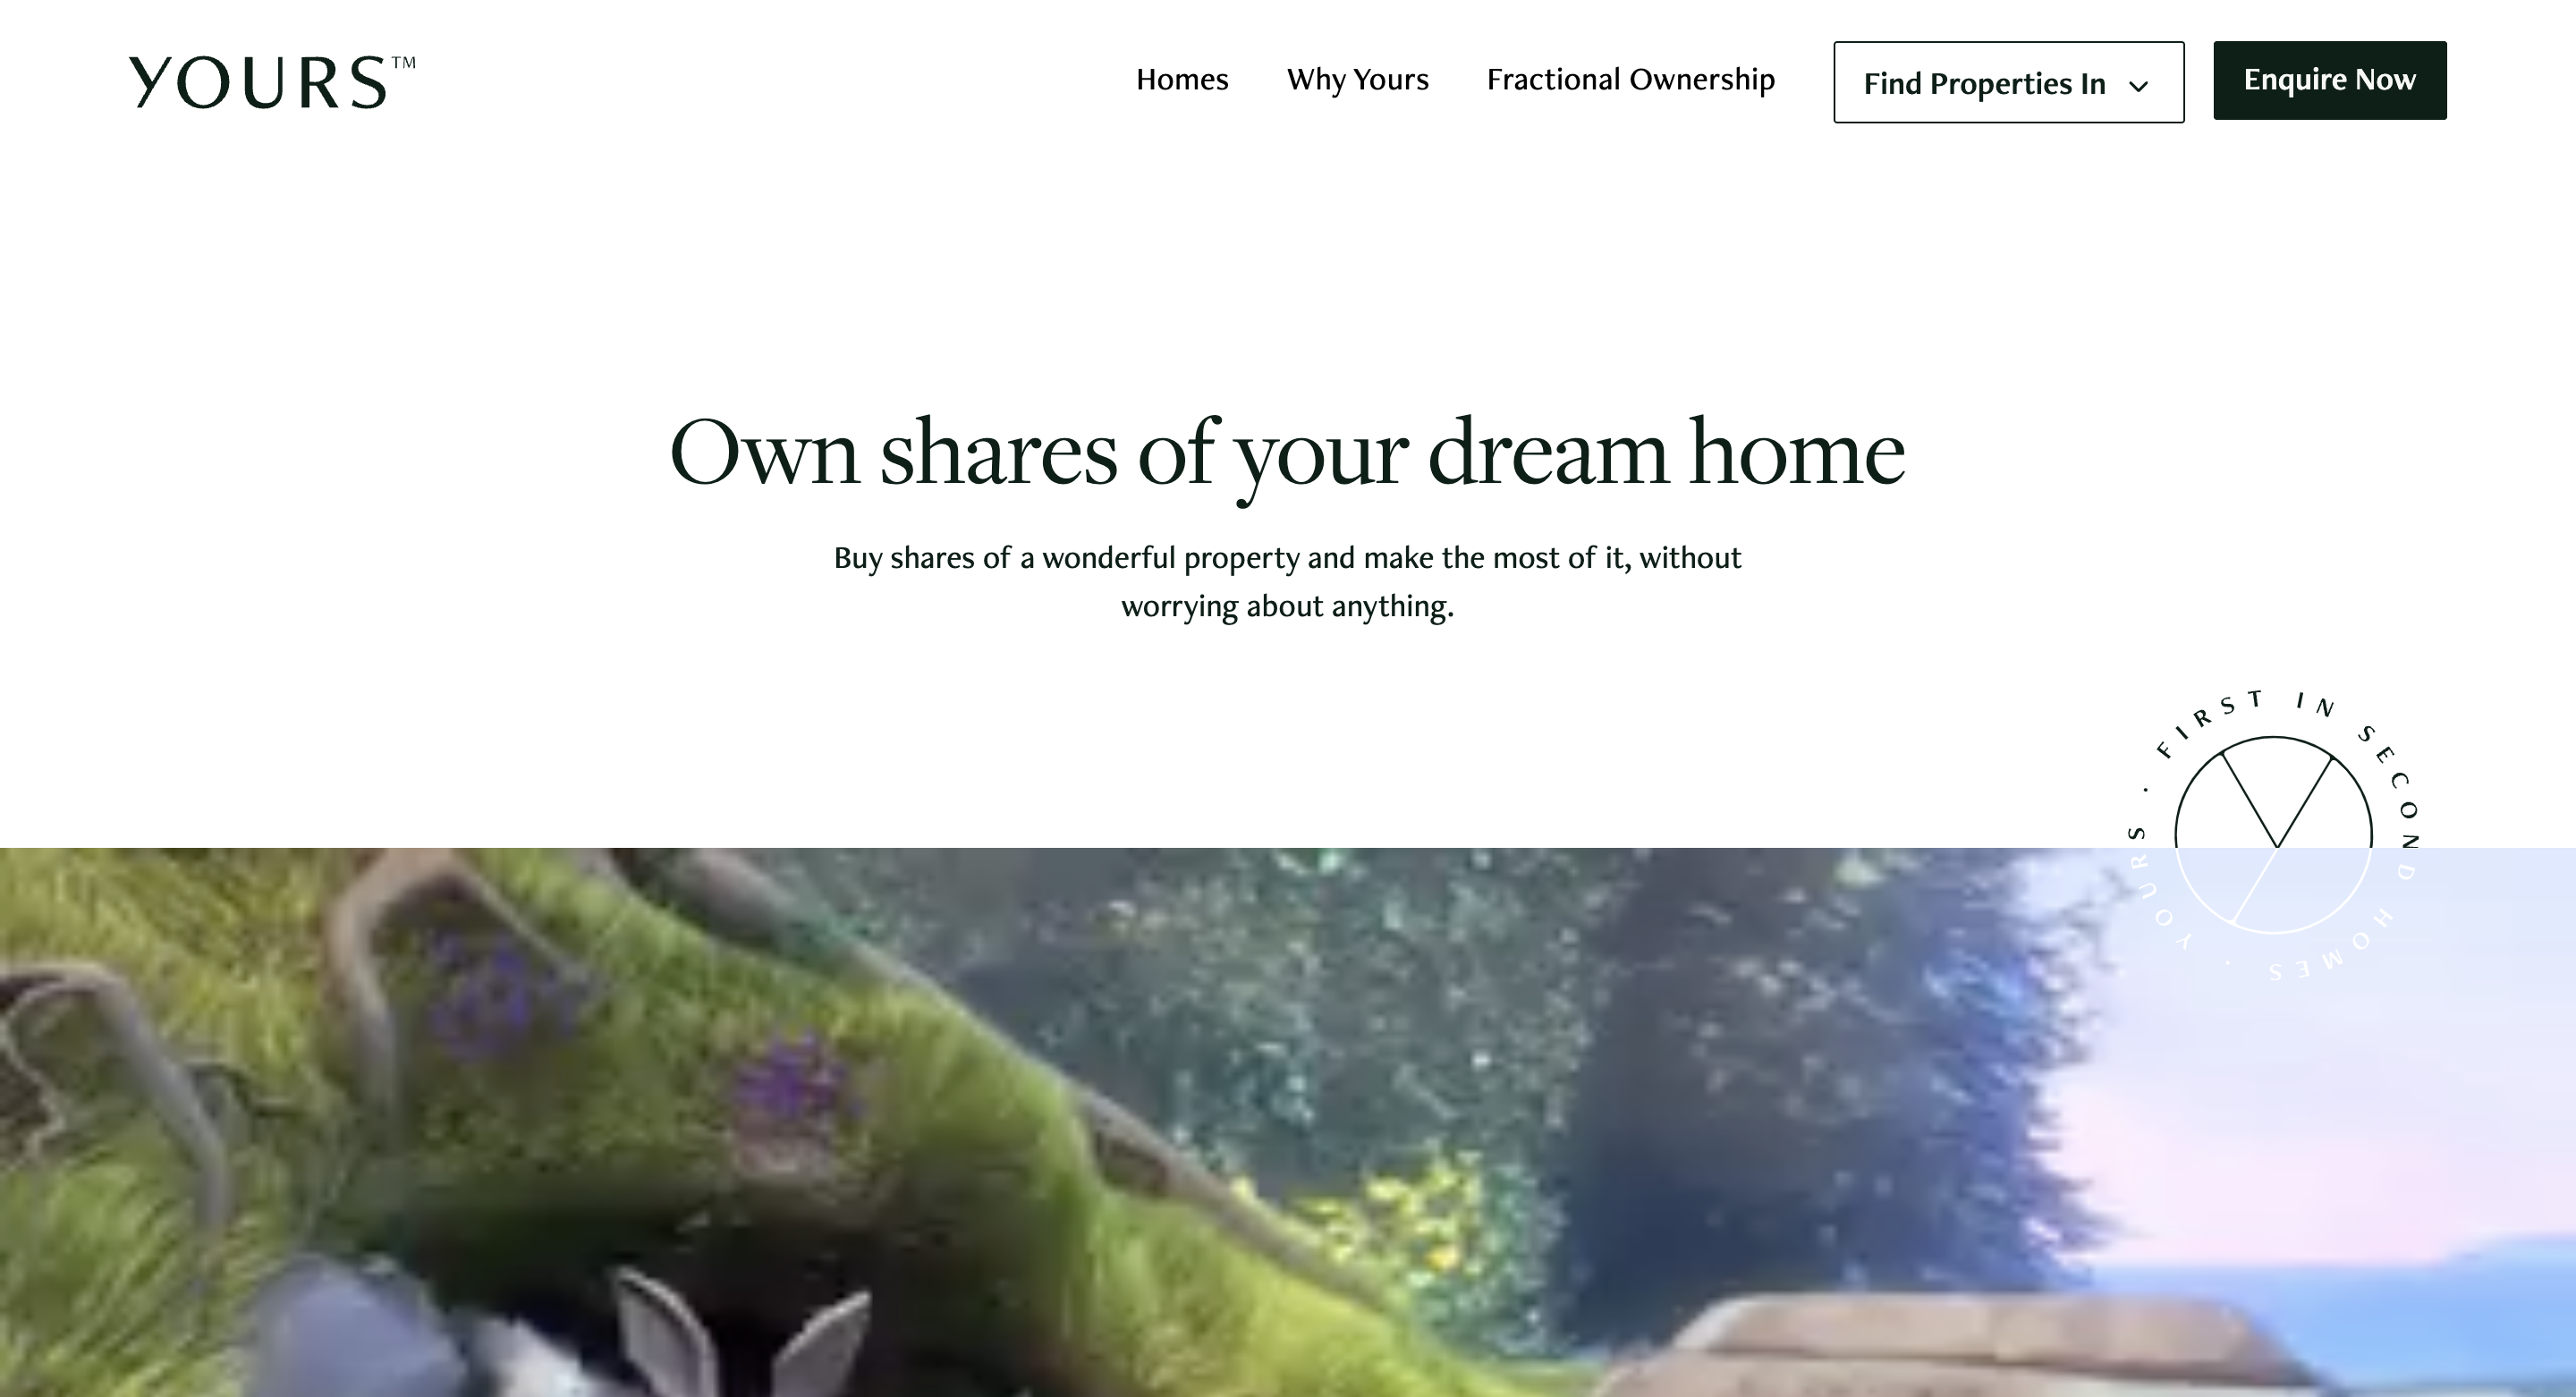 YOURS™
Homes
Why Yours
Fractional Ownership
Find Properties In
Enquire Now
Own shares of your dream home
Buy shares of a wonderful property and make the most of it, without
worrying about anything.
FIRST IN SECOND HOMES · YOURS ·